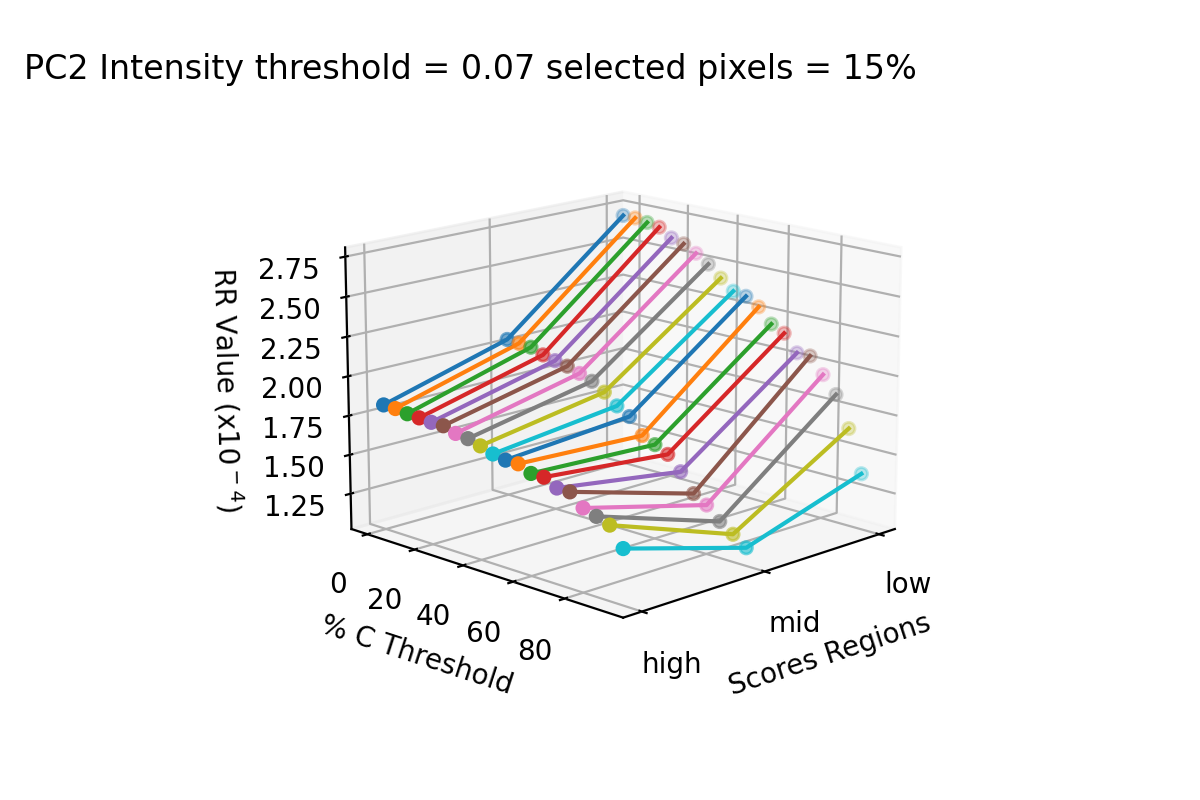 PC2 Intensity threshold = 0.07 selected pixels = 15%
RR Value (x10⁻⁴)
2.75
2.50
2.25
2.00
1.75
1.50
1.25
0
20
40
60
80
% C Threshold
high
mid
low
Scores Regions